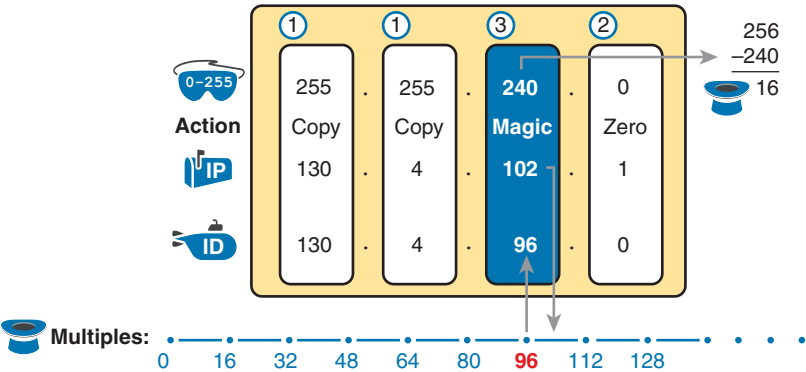 1 1 3 2
256
–240
16
0–255 255 . 255 . 240 . 0
Action Copy Copy Magic Zero
IP 130 . 4 . 102 . 1
ID 130 . 4 . 96 . 0
Multiples:
0 16 32 48 64 80 96 112 128